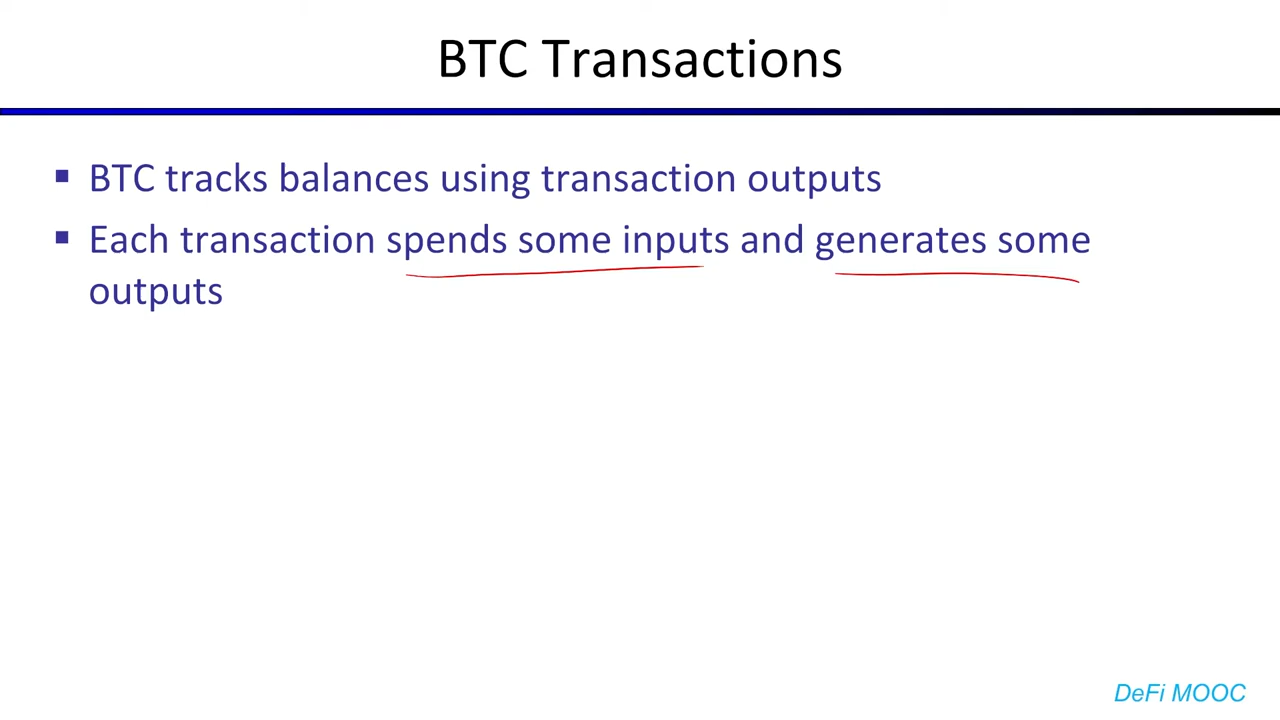 BTC Transactions
▪ BTC tracks balances using transaction outputs
▪ Each transaction spends some inputs and generates some
outputs
DeFi MOOC